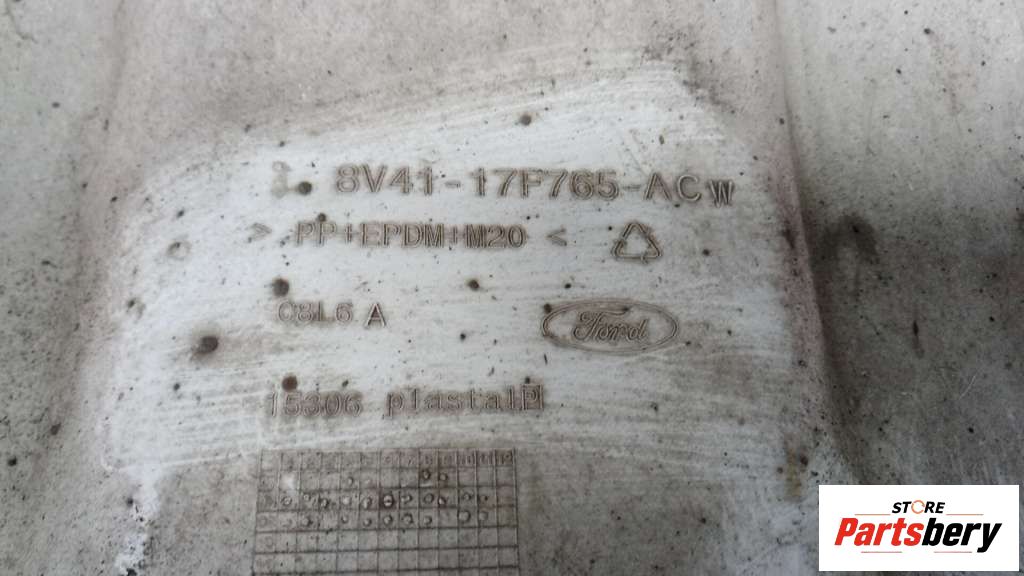 8V41-17F765-ACW
> PP+EPDM+M20 <
C8L6 A
Ford
15306 plastal P
STORE
Partsbery